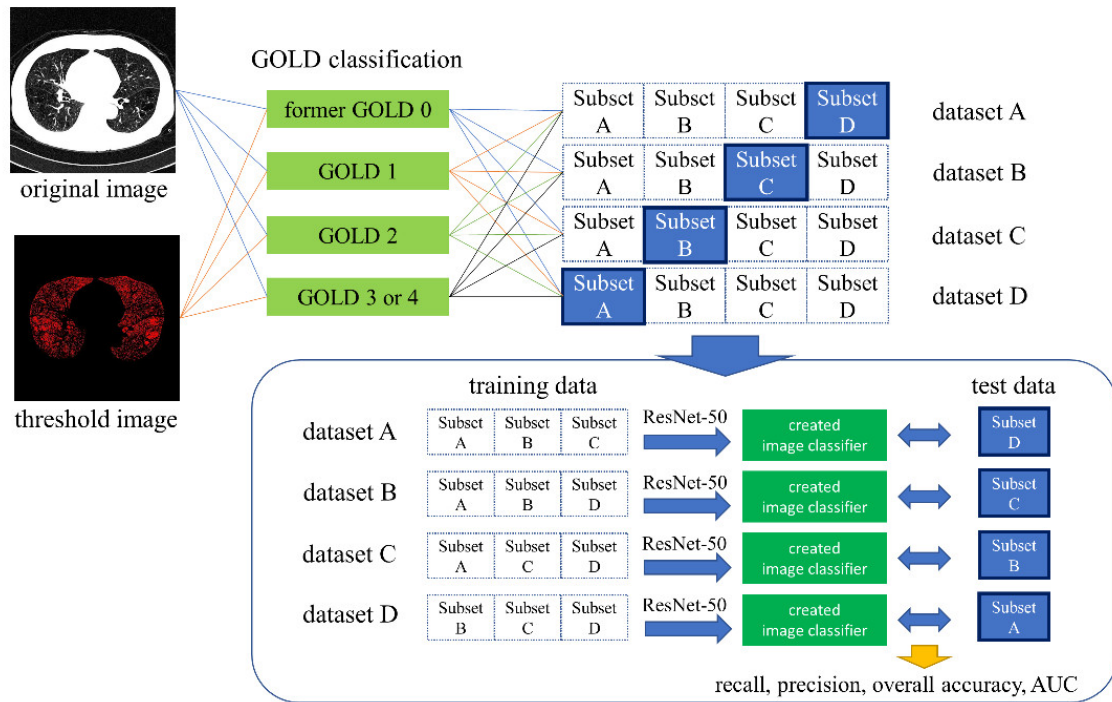 GOLD classification
original image
threshold image
former GOLD 0
GOLD 1
GOLD 2
GOLD 3 or 4
Subset
A
Subset
B
Subset
C
Subset
D
dataset A
Subset
A
Subset
B
Subset
C
Subset
D
dataset B
Subset
A
Subset
B
Subset
C
Subset
D
dataset C
Subset
A
Subset
B
Subset
C
Subset
D
dataset D
training data
test data
dataset A
Subset
A
Subset
B
Subset
C
ResNet-50
created
image classifier
Subset
D
dataset B
Subset
A
Subset
B
Subset
D
ResNet-50
created
image classifier
Subset
C
dataset C
Subset
A
Subset
C
Subset
D
ResNet-50
created
image classifier
Subset
B
dataset D
Subset
B
Subset
C
Subset
D
ResNet-50
created
image classifier
Subset
A
recall, precision, overall accuracy, AUC